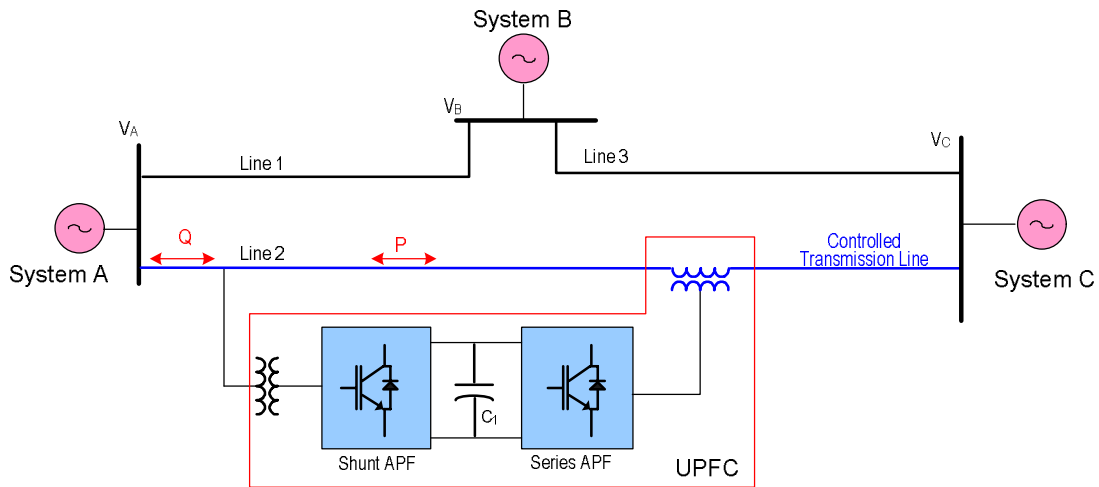 System B
VB
VA
Line 1
Line 3
VC
Q
Line 2
P
Controlled
Transmission Line
System A
System C
C1
Shunt APF
Series APF
UPFC